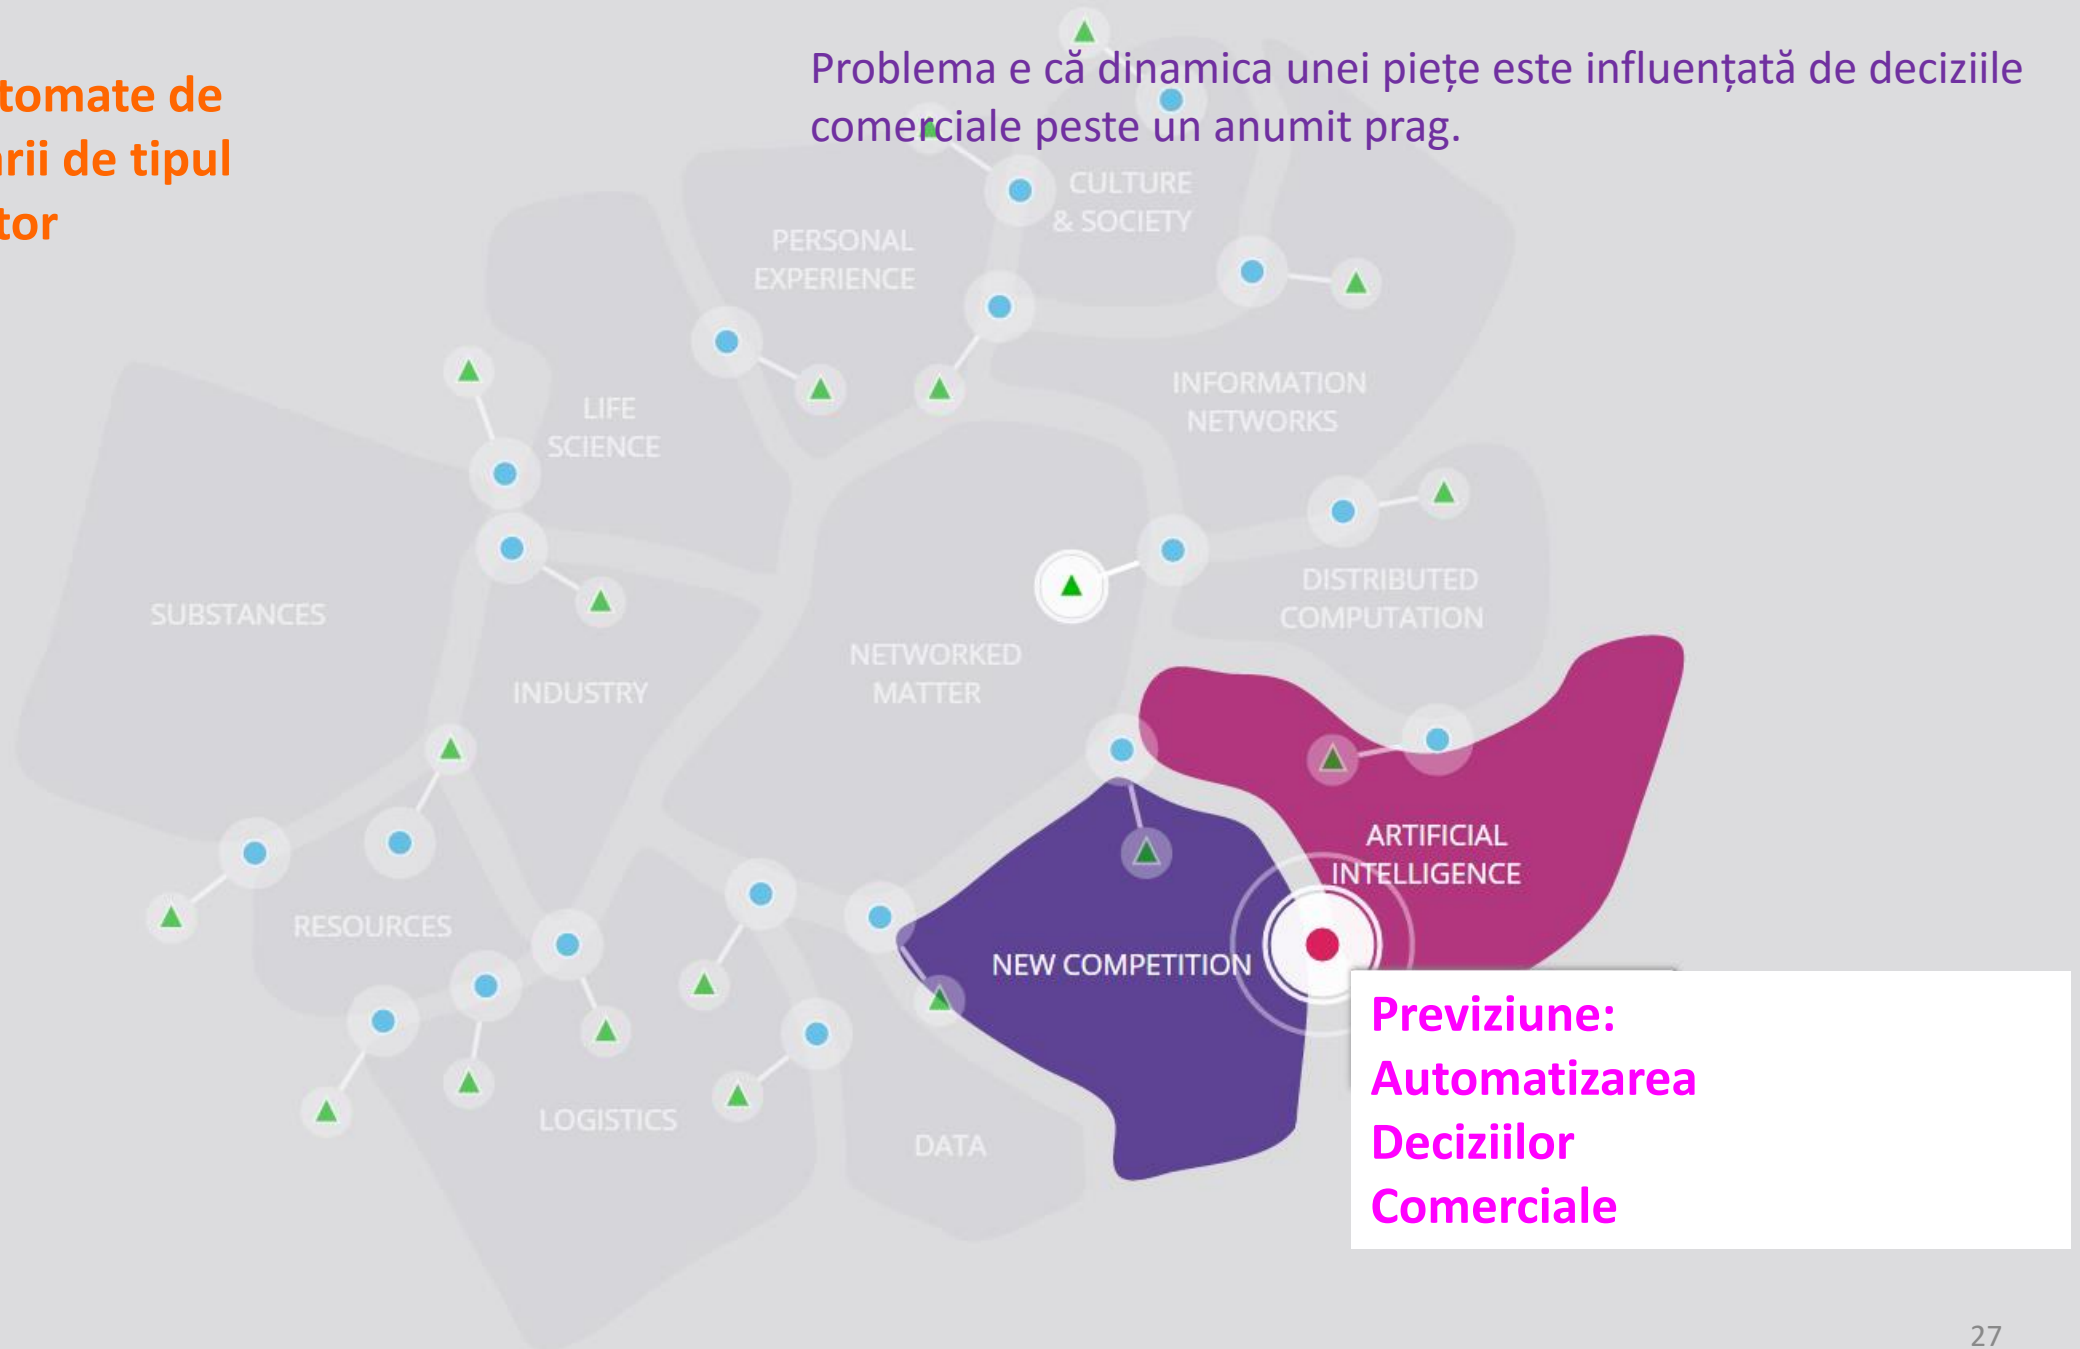 tomate de
rii de tipul
tor
Problema e că dinamica unei piețe este influențată de deciziile
comerciale peste un anumit prag.
CULTURE
& SOCIETY
PERSONAL
EXPERIENCE
INFORMATION
NETWORKS
LIFE
SCIENCE
DISTRIBUTED
COMPUTATION
SUBSTANCES
NETWORKED
MATTER
INDUSTRY
ARTIFICIAL
INTELLIGENCE
RESOURCES
NEW COMPETITION
LOGISTICS
DATA
Previziune:
Automatizarea
Deciziilor
Comerciale
27